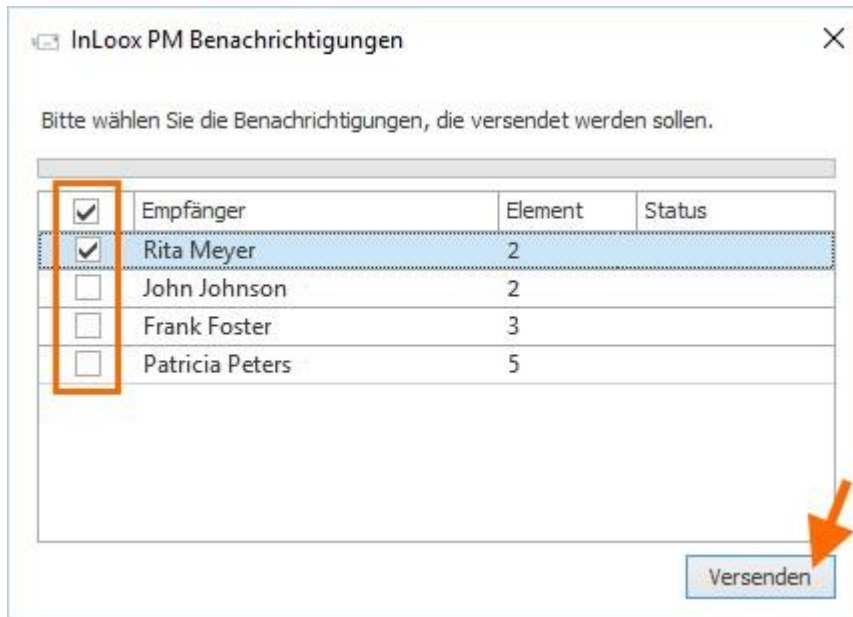 InLoox PM Benachrichtigungen
Bitte wählen Sie die Benachrichtigungen, die versendet werden sollen.
Empfänger Element Status
Rita Meyer 2
John Johnson 2
Frank Foster 3
Patricia Peters 5
Versenden